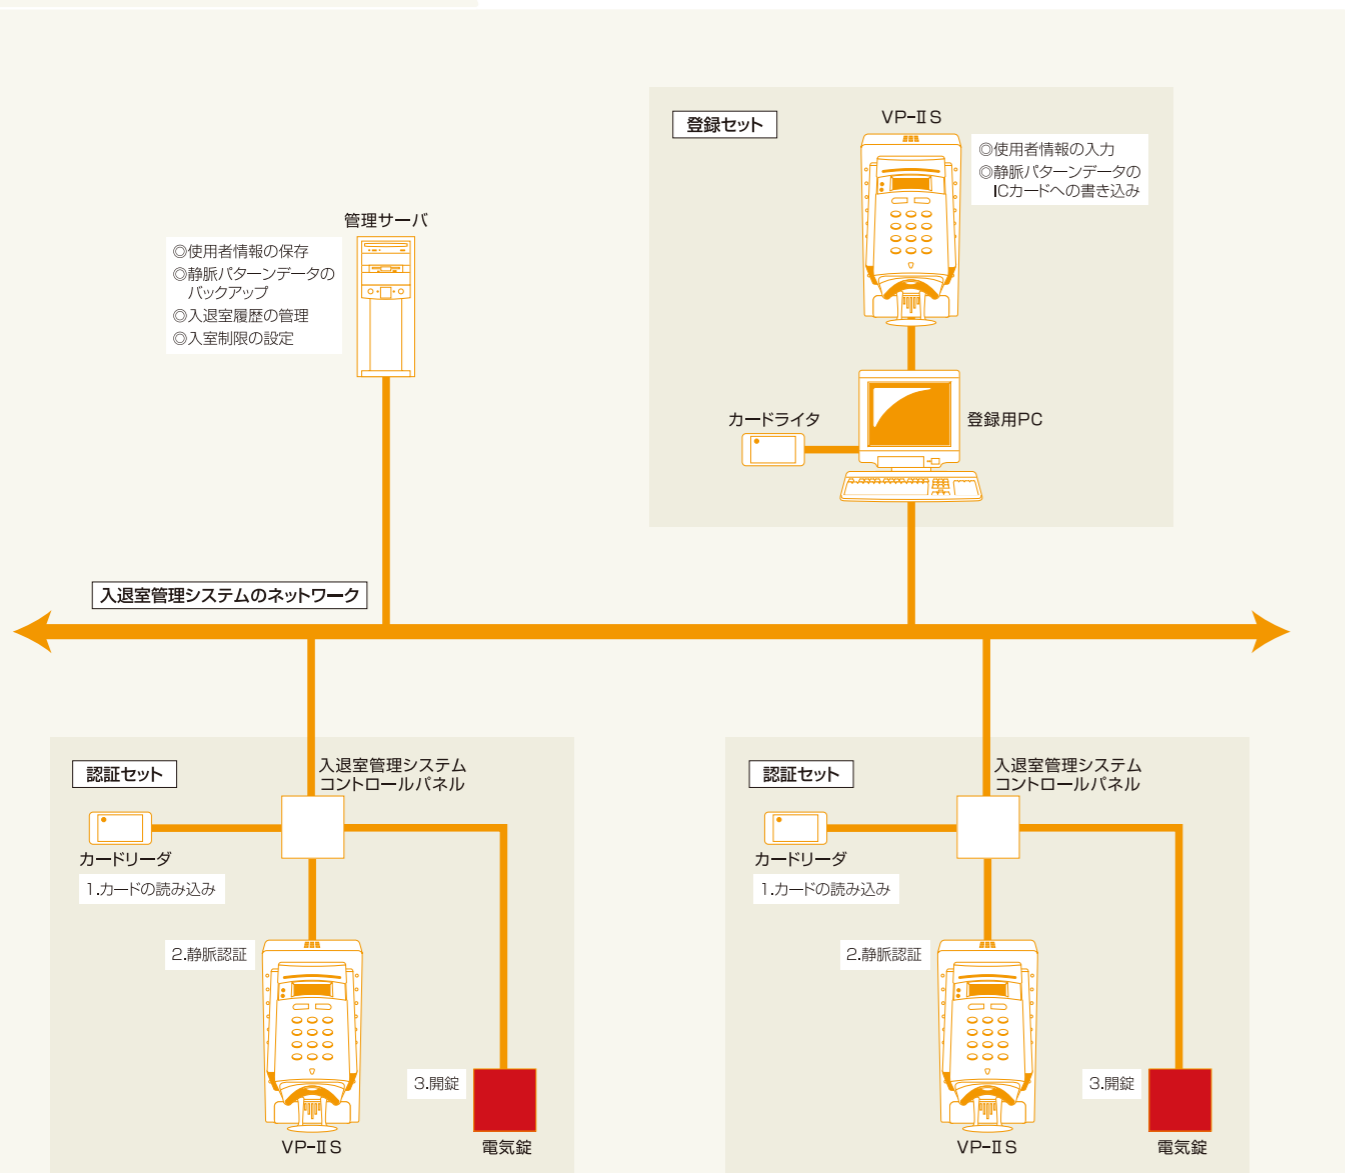 登録セット
VP-ⅡS
◎使用者情報の入力
◎静脈パターンデータの
ICカードへの書き込み
管理サーバ
◎使用者情報の保存
◎静脈パターンデータの
バックアップ
◎入退室履歴の管理
◎入室制限の設定
カードライタ
登録用PC
入退室管理システムのネットワーク
認証セット
入退室管理システム
コントロールパネル
カードリーダ
1.カードの読み込み
2.静脈認証
3.開錠
VP-ⅡS
電気錠
認証セット
入退室管理システム
コントロールパネル
カードリーダ
1.カードの読み込み
2.静脈認証
3.開錠
VP-ⅡS
電気錠